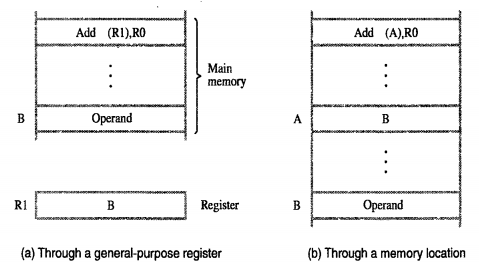 Add (R1),R0
Main
memory
B Operand
R1 B Register
(a) Through a general-purpose register
Add (A),R0
A B
B Operand
(b) Through a memory location